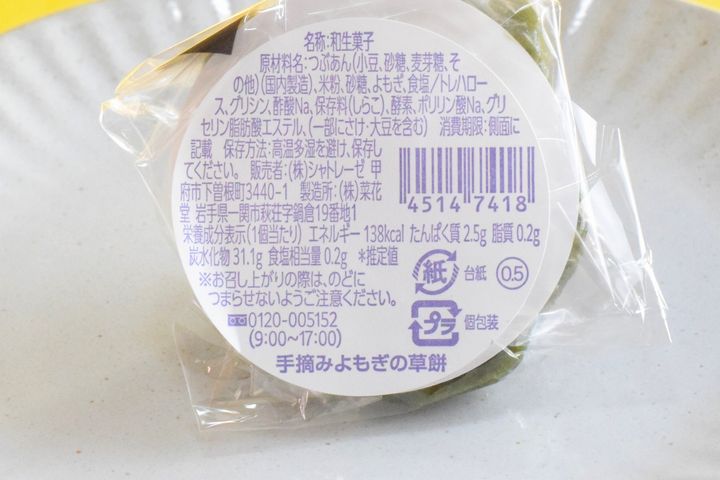 名称:和生菓子
原材料名:つぶあん(小豆、砂糖、麦芽糖、そ
の他)(国内製造)、米粉、砂糖、よもぎ、食塩/トレハロー
ス、グリシン、酢酸Na、保存料(しらこ)、酵素、ポリリン酸Na、グリ
セリン脂肪酸エステル、(一部にさけ・大豆を含む) 消費期限:側面に
記載 保存方法:高温多湿を避け、保存し
てください。 販売者:(株)シャトレーゼ 甲
府市下曽根町3440-1 製造所:(株)菜花
堂 岩手県一関市萩荘字鍋倉19番地1
45147418
栄養成分表示(1個当たり) エネルギー 138kcal たんぱく質 2.5g 脂質 0.2g
炭水化物 31.1g 食塩相当量 0.2g *推定値
紙 台紙 0.5
※お召し上がりの際は、のどに
つまらせないようご注意ください。
プラ 個包装
0120-005152
(9:00～17:00)
手摘みよもぎの草餅